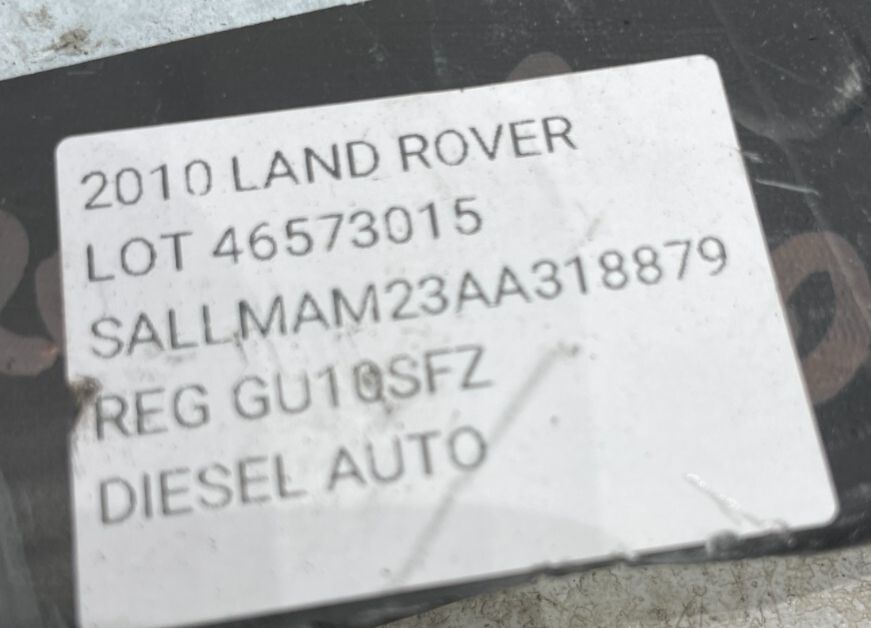 2010 LAND ROVER
LOT 46573015
SALLMAM23AA318879
REG GU10SFZ
DIESEL AUTO